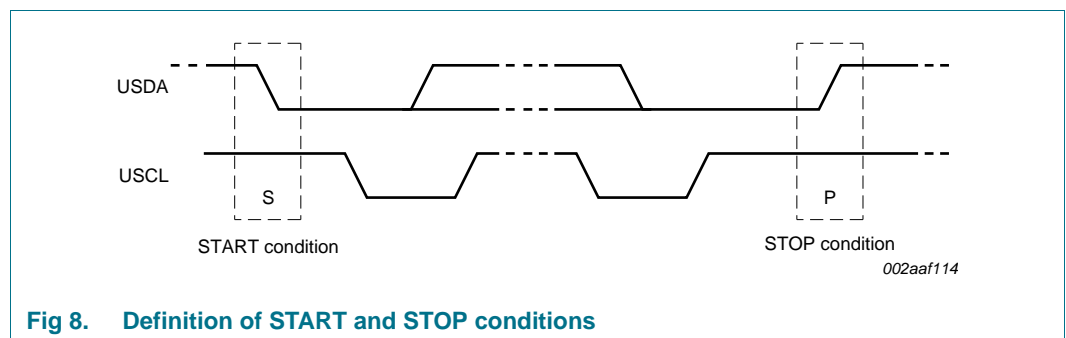 USDA
USCL
S
P
START condition
STOP condition
002aaf114
Fig 8. Definition of START and STOP conditions